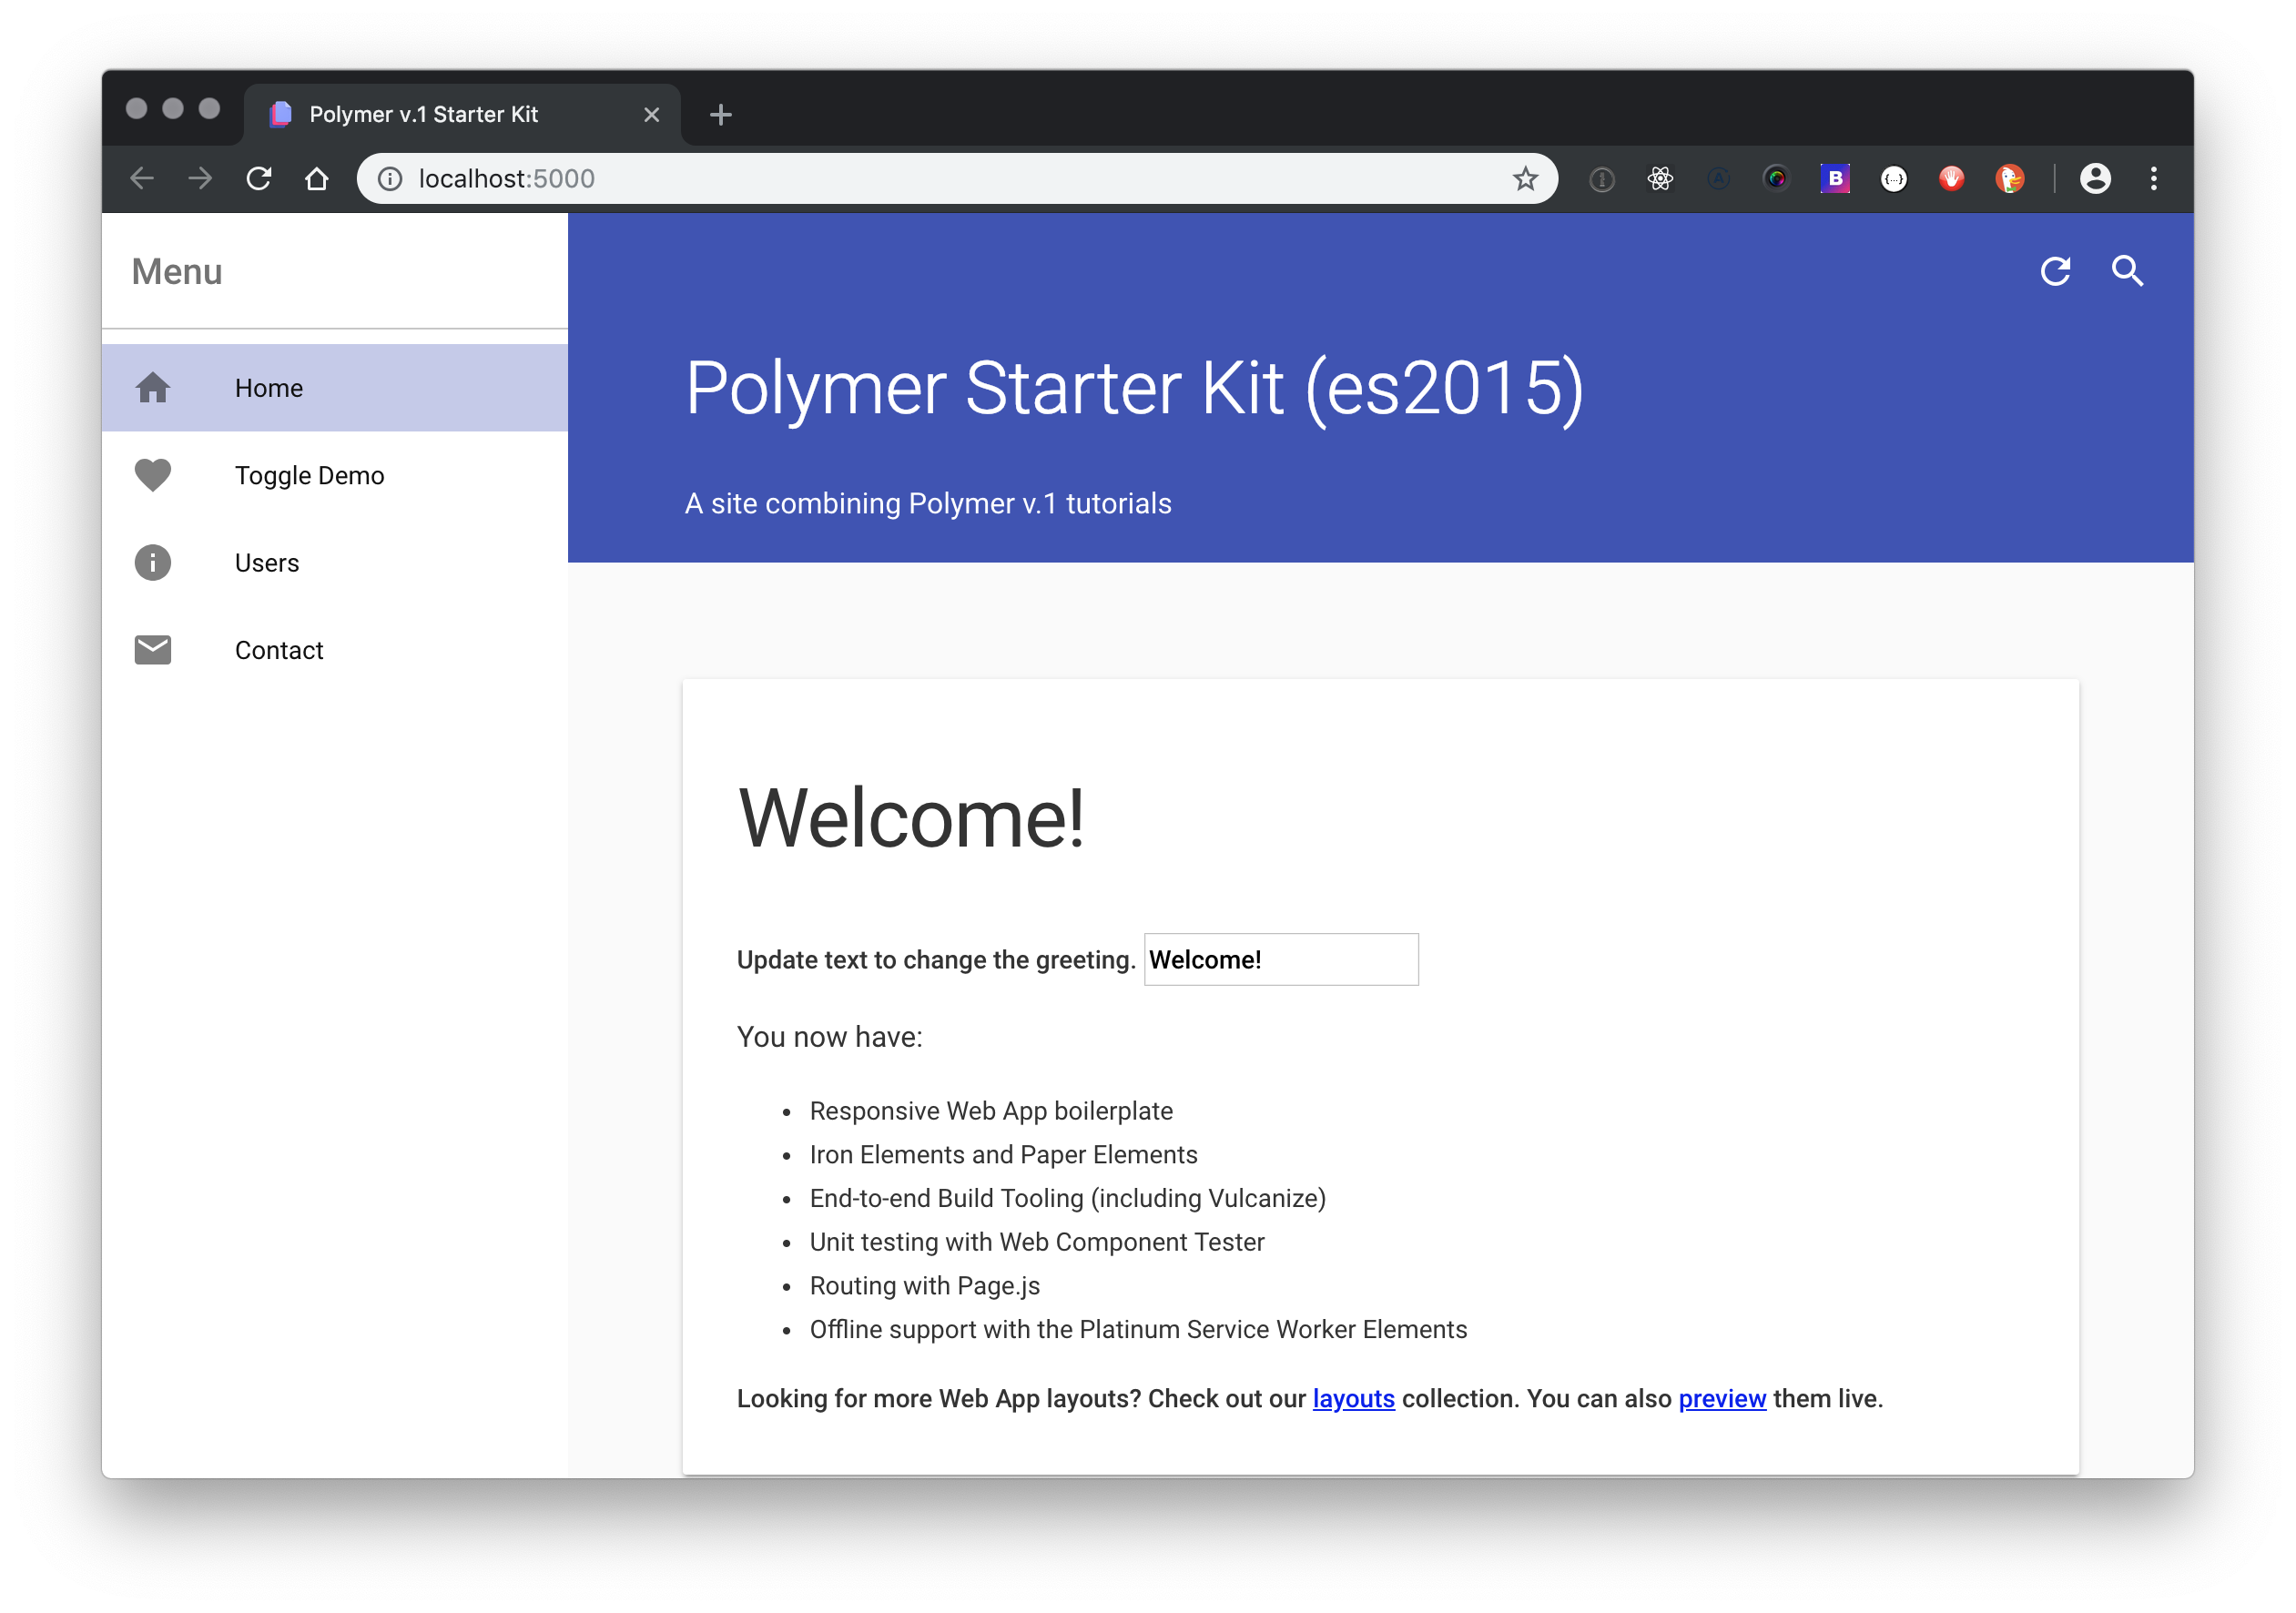 Polymer v.1 Starter Kit
localhost:5000
B
{...}
Menu
Home
Toggle Demo
Users
Contact
Polymer Starter Kit (es2015)
A site combining Polymer v.1 tutorials
Welcome!
Update text to change the greeting. Welcome!
You now have:
• Responsive Web App boilerplate
• Iron Elements and Paper Elements
• End-to-end Build Tooling (including Vulcanize)
• Unit testing with Web Component Tester
• Routing with Page.js
• Offline support with the Platinum Service Worker Elements
Looking for more Web App layouts? Check out our layouts collection. You can also preview them live.